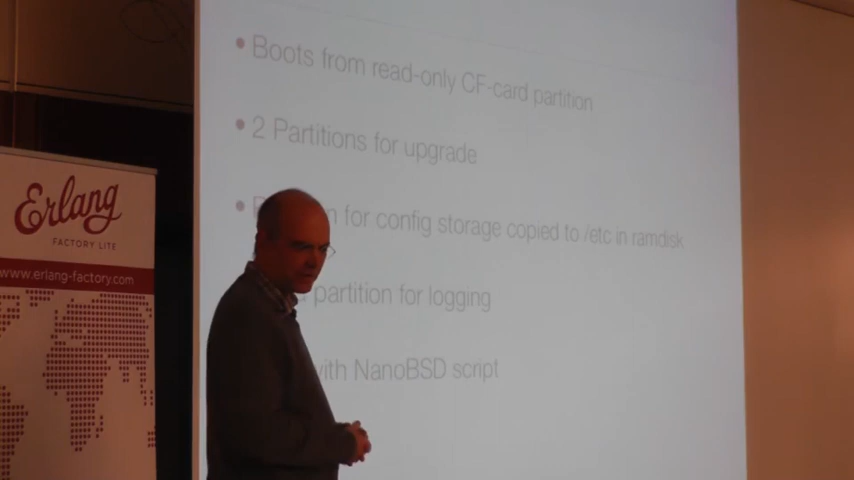 • Boots from read-only CF-card partition
• 2 Partitions for upgrade
• for config storage copied to /etc in ramdisk
partition for logging
with NanoBSD script
Erlang
FACTORY LITE
www.erlang-factory.com